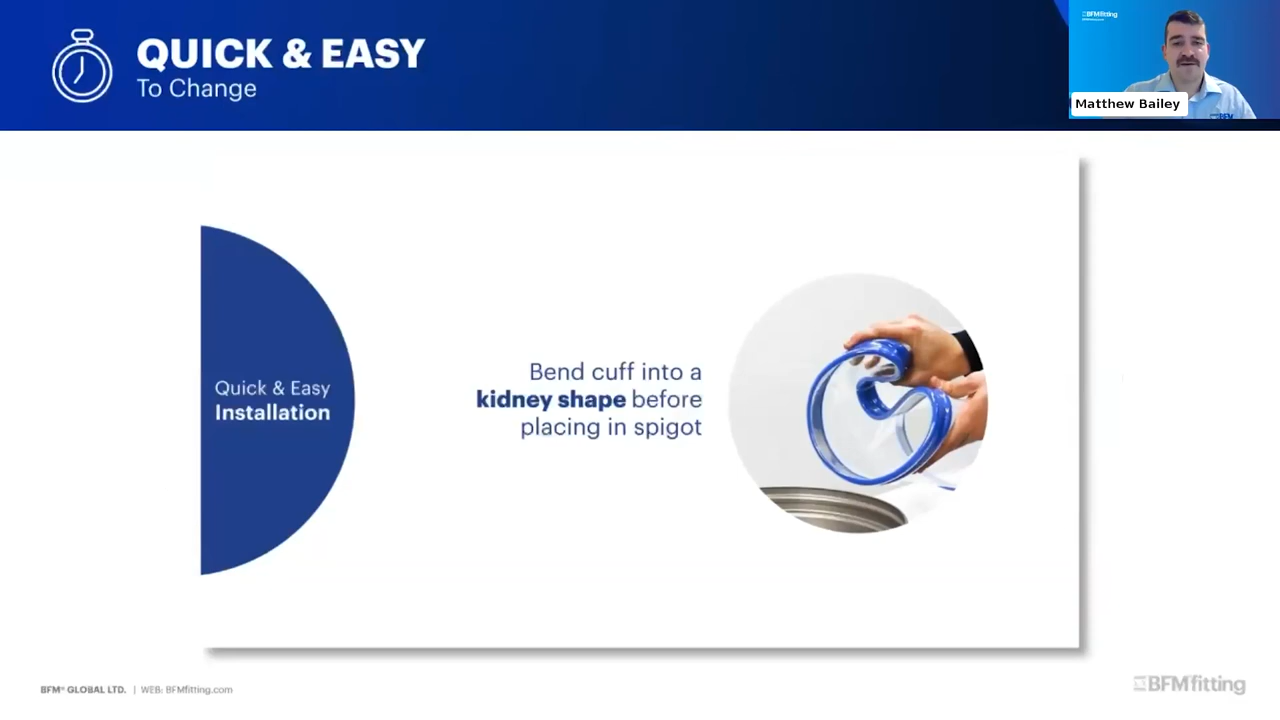 QUICK & EASY
To Change
BFMfitting
Matthew Bailey
Quick & Easy
Installation
Bend cuff into a
kidney shape before
placing in spigot
BFM® GLOBAL LTD. | WEB: BFMfitting.com
BFMfitting